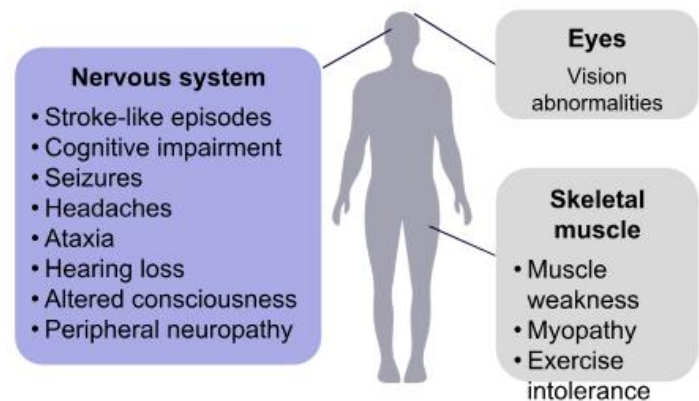 Nervous system
• Stroke-like episodes
• Cognitive impairment
• Seizures
• Headaches
• Ataxia
• Hearing loss
• Altered consciousness
• Peripheral neuropathy
Eyes
Vision
abnormalities
Skeletal
muscle
• Muscle
weakness
• Myopathy
• Exercise
intolerance